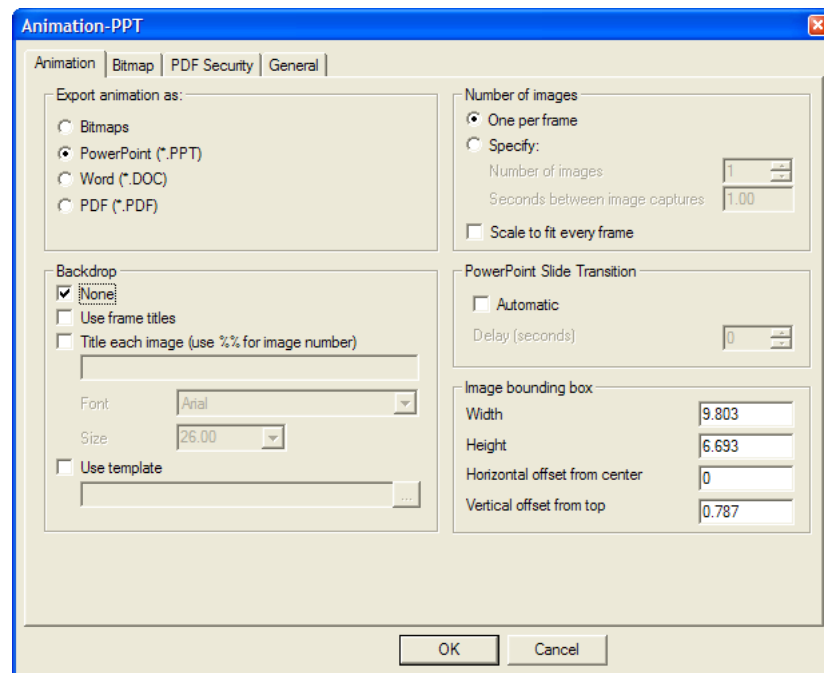 Animation-PPT
Animation
Bitmap
PDF Security
General
Export animation as:
Bitmaps
PowerPoint (*.PPT)
Word (*.DOC)
PDF (*.PDF)
Number of images
One per frame
Specify:
Number of images 1
Seconds between image captures 1.00
Scale to fit every frame
Backdrop
None
Use frame titles
Title each image (use %% for image number)
Font Arial
Size 26.00
Use template
...
PowerPoint Slide Transition
Automatic
Delay (seconds) 0
Image bounding box
Width 9.803
Height 6.693
Horizontal offset from center 0
Vertical offset from top 0.787
OK
Cancel